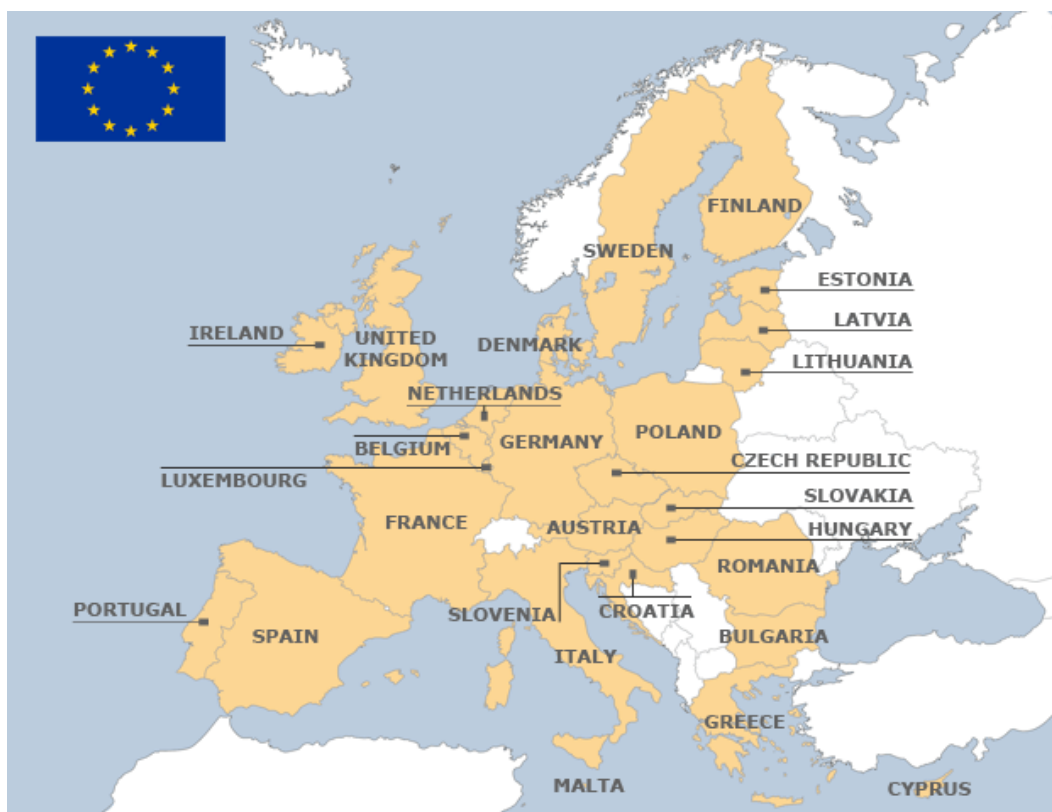 FINLAND
SWEDEN
ESTONIA
IRELAND
LATVIA
UNITED
KINGDOM
DENMARK
LITHUANIA
NETHERLANDS
BELGIUM
GERMANY
POLAND
CZECH REPUBLIC
LUXEMBOURG
SLOVAKIA
FRANCE
AUSTRIA
HUNGARY
ROMANIA
PORTUGAL
SLOVENIA
CROATIA
SPAIN
BULGARIA
ITALY
GREECE
MALTA
CYPRUS